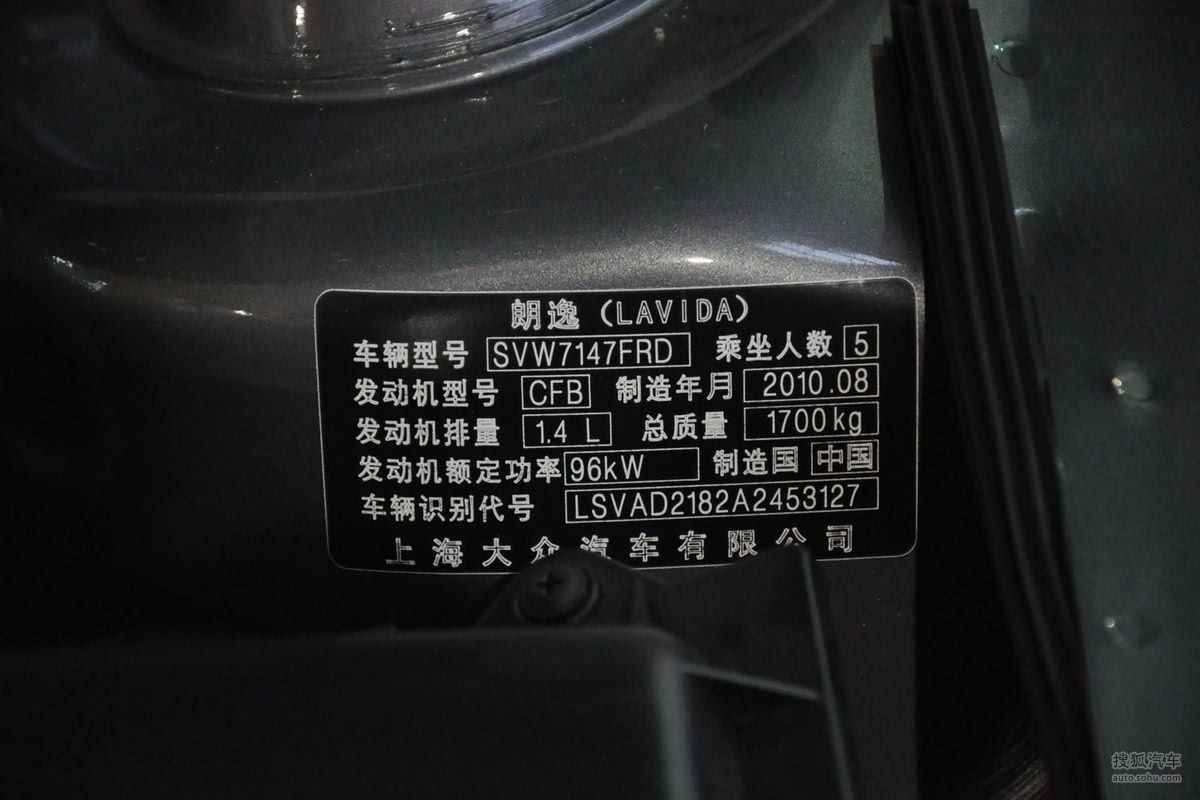 朗逸（LAVIDA）
车辆型号 SVW7147FRD 乘坐人数 5
发动机型号 CFB 制造年月 2010.08
发动机排量 1.4 L 总质量 1700kg
发动机额定功率 96kW 制造国 中国
车辆识别代号 LSVAD2182A2453127
上海大众汽车有限公司
搜狐汽车
auto.sohu.com